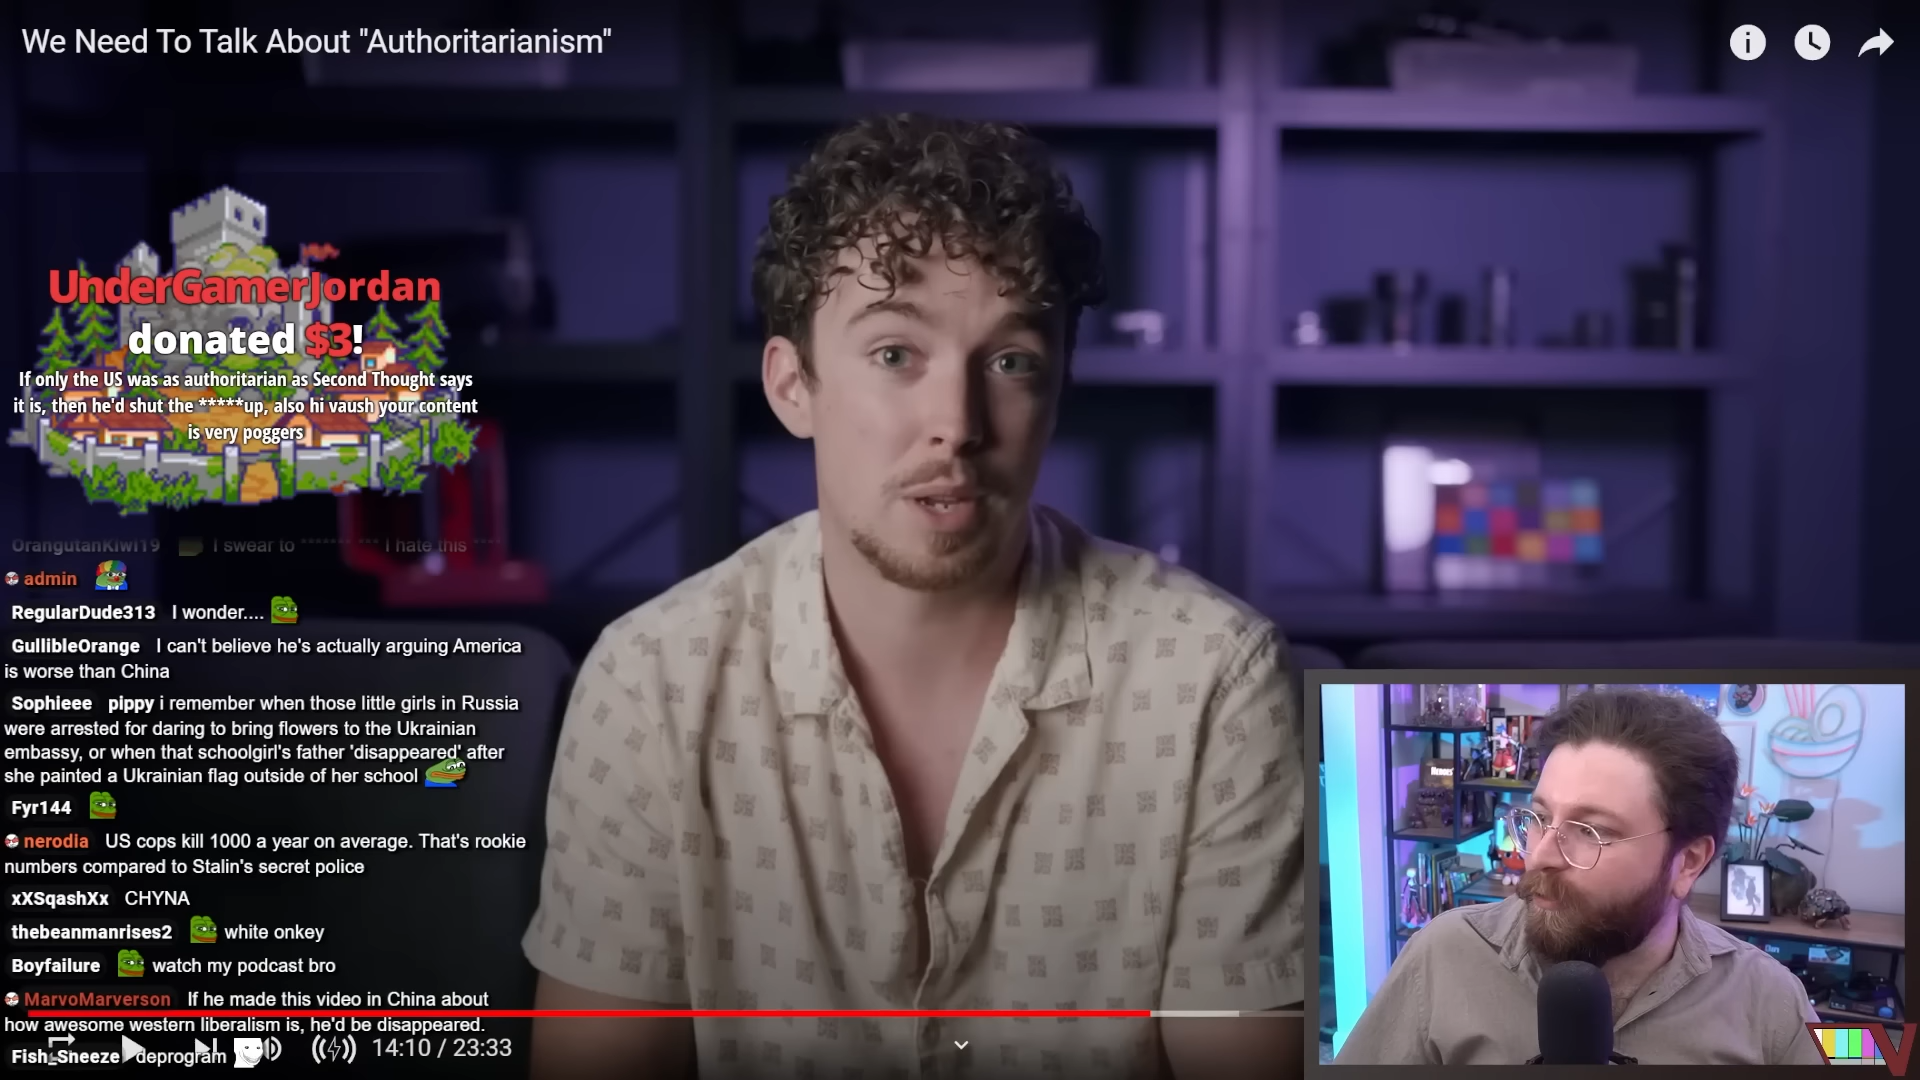 We Need To Talk About "Authoritarianism"
UnderGamerJordan
donated $3!
If only the US was as authoritarian as Second Thought says
it is, then he'd shut the *****up, also hi vaush your content
is very poggers
OrangutanKiwi19 I swear to ******* *** I hate this ****
admin
RegularDude313 I wonder....
GullibleOrange I can't believe he's actually arguing America
is worse than China
Sophieee pippy i remember when those little girls in Russia
were arrested for daring to bring flowers to the Ukrainian
embassy, or when that schoolgirl's father 'disappeared' after
she painted a Ukrainian flag outside of her school
Fyr144
nerodia US cops kill 1000 a year on average. That's rookie
numbers compared to Stalin's secret police
xXSqashXx CHYNA
thebeanmanrises2 white onkey
Boyfailure watch my podcast bro
MarvoMarverson If he made this video in China about
how awesome western liberalism is, he'd be disappeared.
Fish_Sneeze deprogram
14:10 / 23:33